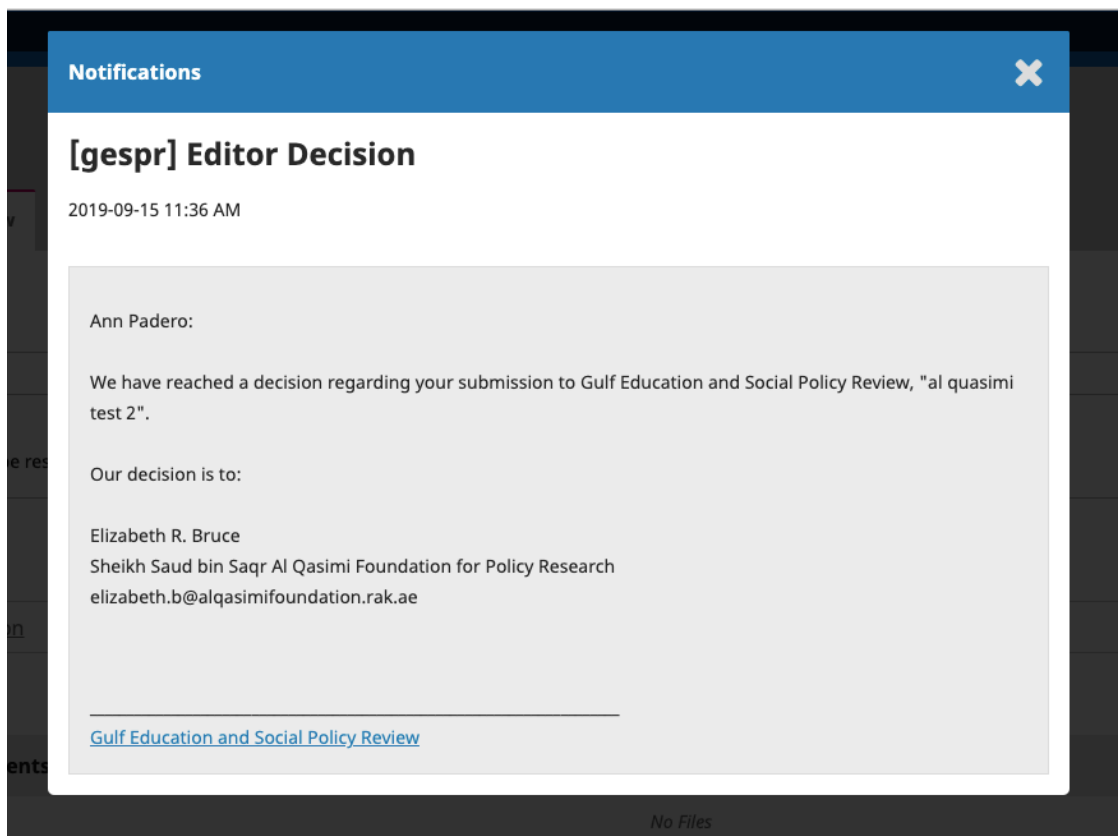 Notifications
[gespr] Editor Decision
2019-09-15 11:36 AM
Ann Padero:
We have reached a decision regarding your submission to Gulf Education and Social Policy Review, "al quasimi
test 2".
Our decision is to:
Elizabeth R. Bruce
Sheikh Saud bin Saqr Al Qasimi Foundation for Policy Research
elizabeth.b@alqasimifoundation.rak.ae
Gulf Education and Social Policy Review
No Files